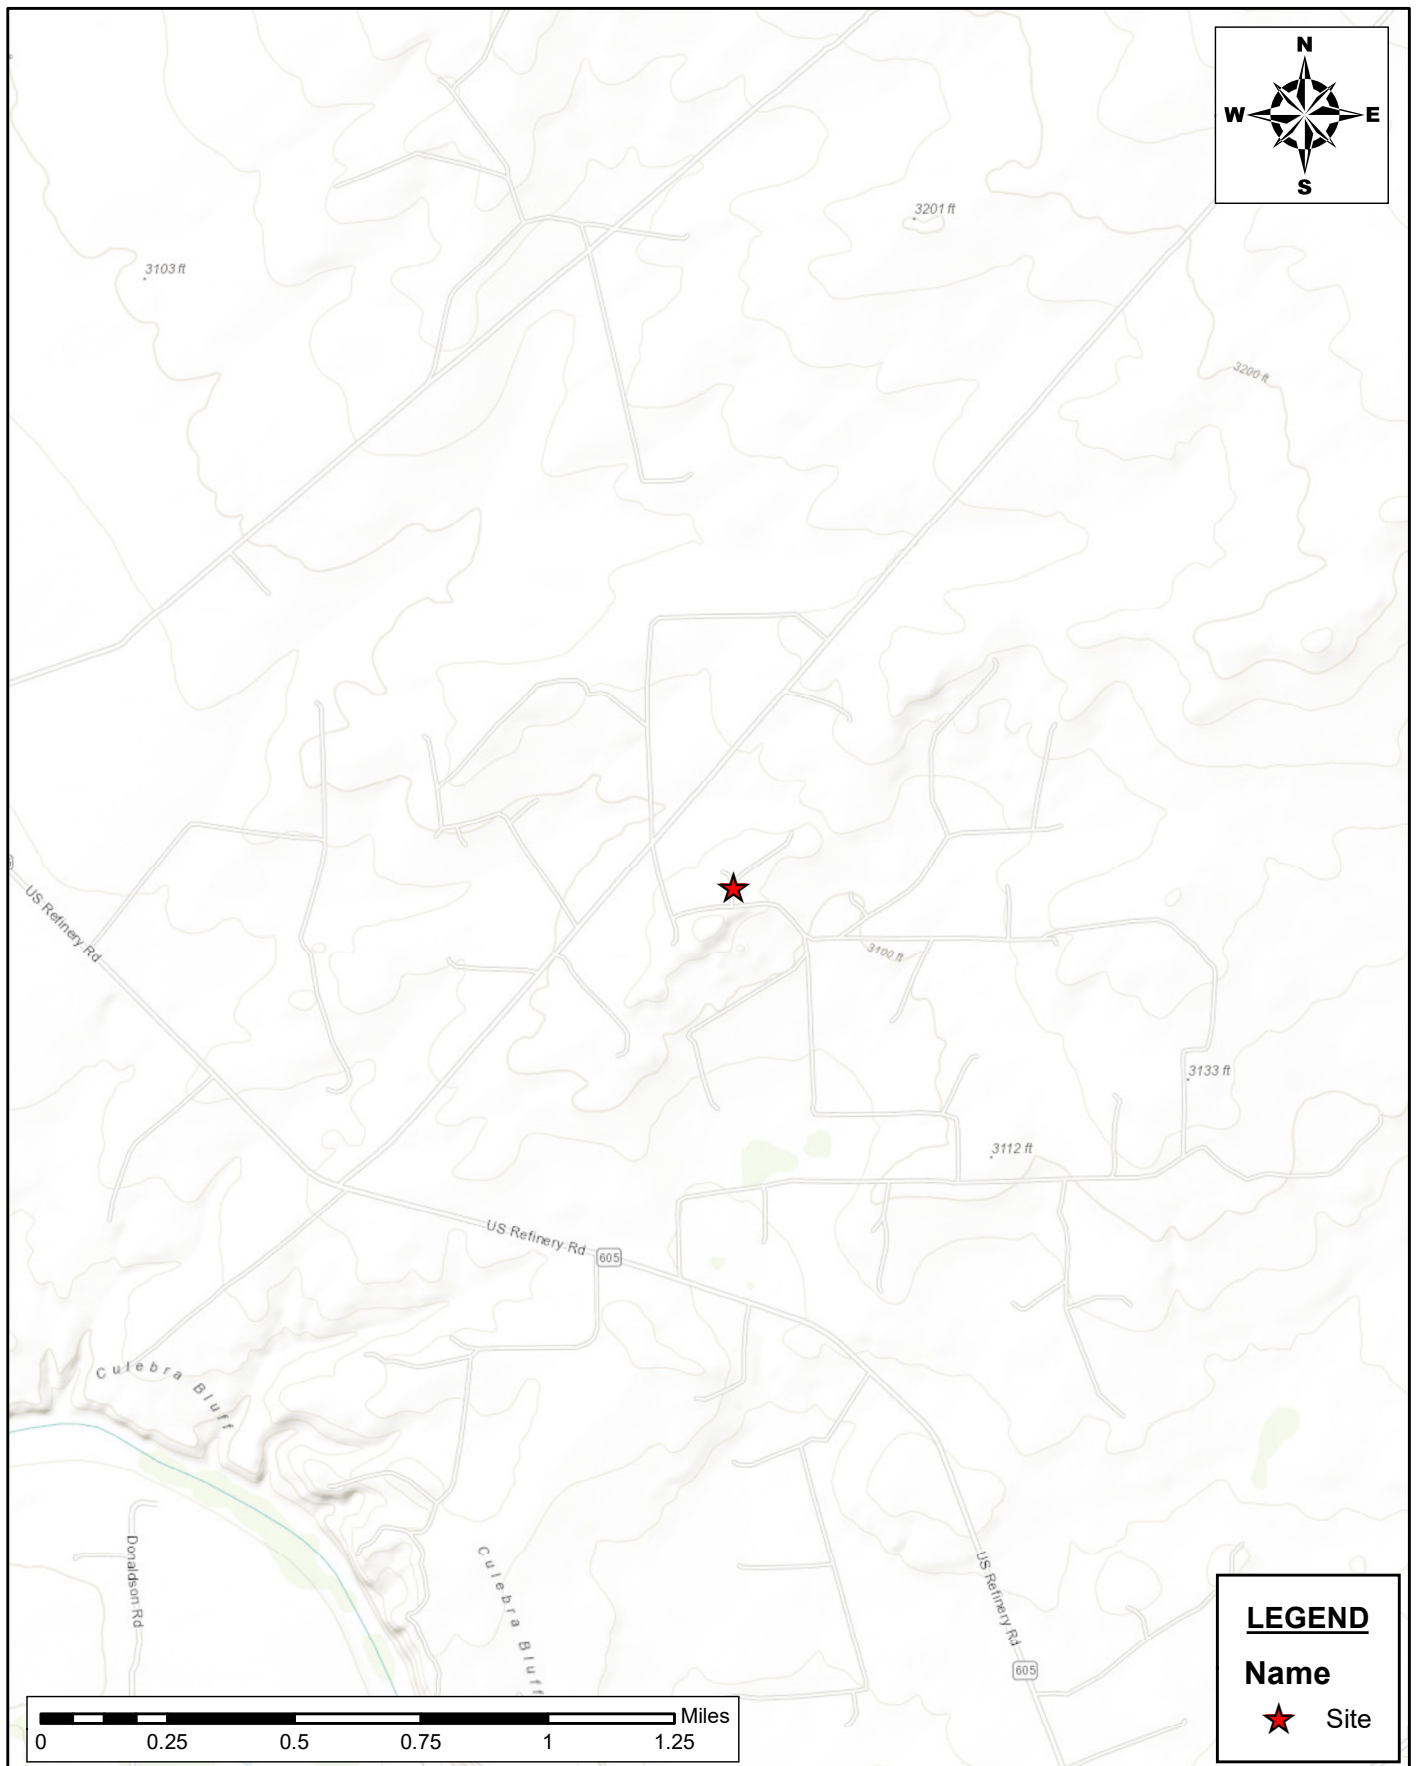 N
W E
S
3201 ft
3103 ft
3200 ft
US Refinery Rd
3100 ft
3133 ft
3112 ft
US Refinery Rd
605
Culebra Bluff
Donaldson Rd
Culebra Bluff
US Refinery Rd
605
LEGEND
Name
Site
Miles
0 0.25 0.5 0.75 1 1.25